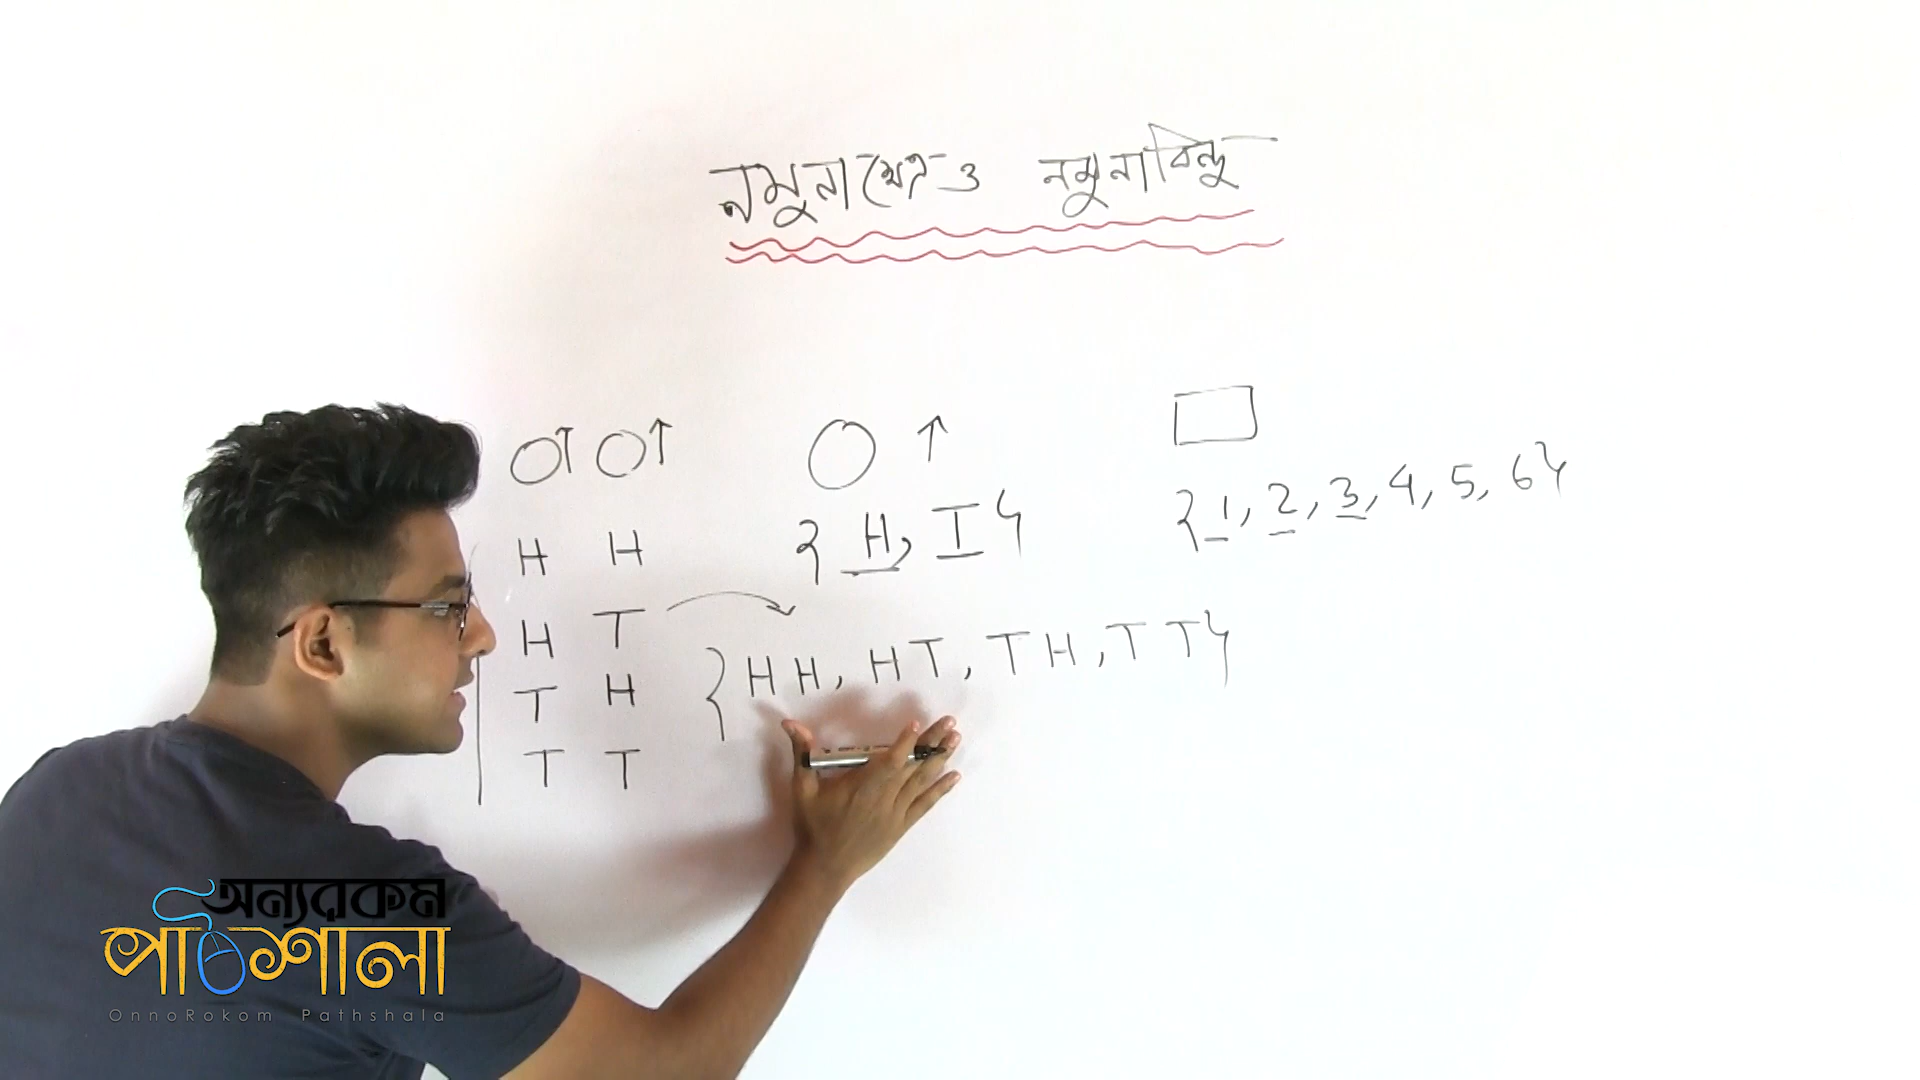 নমুনাক্ষেত্র ও নমুনাবিন্দু
{ 1, 2, 3, 4, 5, 6 }
{ H, T }
H H
H T
{ HH, HT, TH, TT }
T H
T T
অন্যরকম
পাঠশালা
OnnoRokom Pathshala